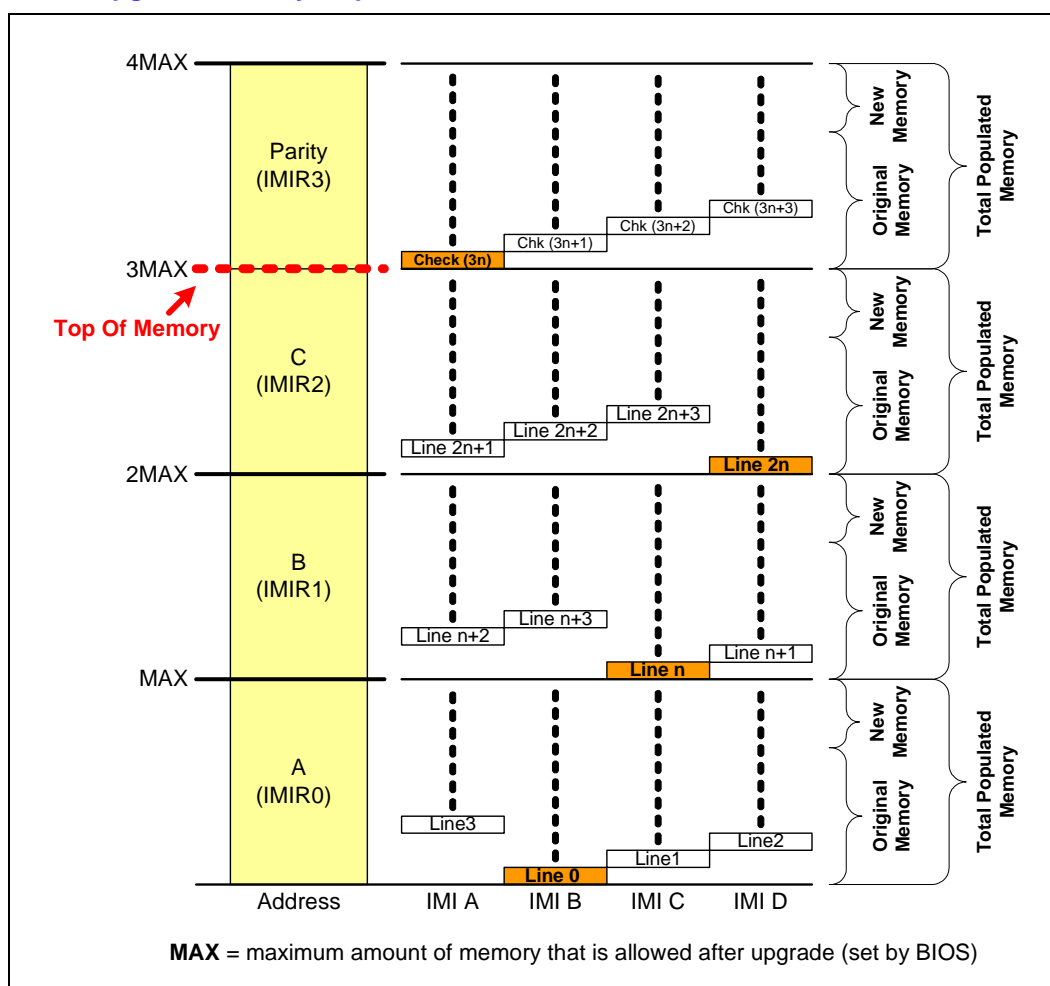 4MAX
Parity
(IMIR3)
Chk (3n+3)
Chk (3n+2)
Chk (3n+1)
Check (3n)
New
Memory
Original
Memory
Total Populated
Memory
3MAX
Top Of Memory
C
(IMIR2)
Line 2n+3
Line 2n+2
Line 2n+1
Line 2n
New
Memory
Original
Memory
Total Populated
Memory
2MAX
B
(IMIR1)
Line n+3
Line n+2
Line n+1
Line n
New
Memory
Original
Memory
Total Populated
Memory
MAX
A
(IMIR0)
Line3
Line2
Line1
Line 0
New
Memory
Original
Memory
Total Populated
Memory
Address IMI A IMI B IMI C IMI D
MAX = maximum amount of memory that is allowed after upgrade (set by BIOS)